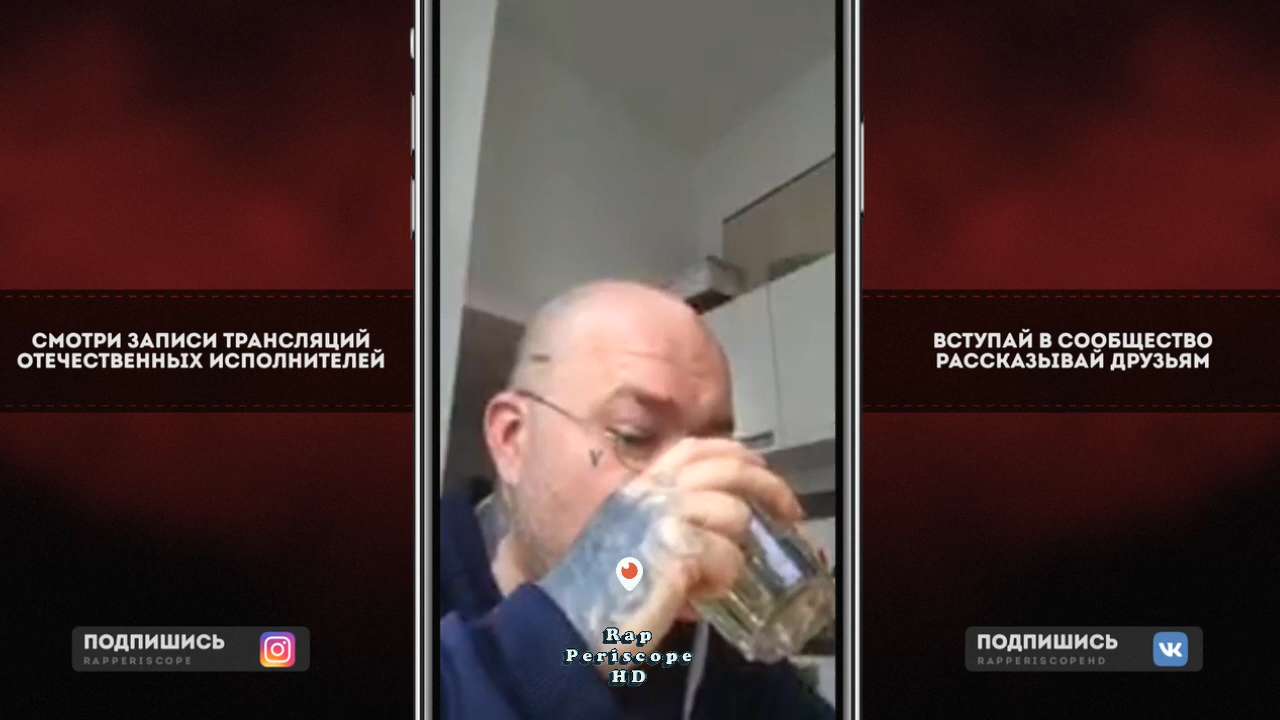 СМОТРИ ЗАПИСИ ТРАНСЛЯЦИЙ
ОТЕЧЕСТВЕННЫХ ИСПОЛНИТЕЛЕЙ
ВСТУПАЙ В СООБЩЕСТВО
РАССКАЗЫВАЙ ДРУЗЬЯМ
ПОДПИШИСЬ
RAPPERISCOPE
Rap
Periscope
HD
ПОДПИШИСЬ
RAPPERISCOPEHD